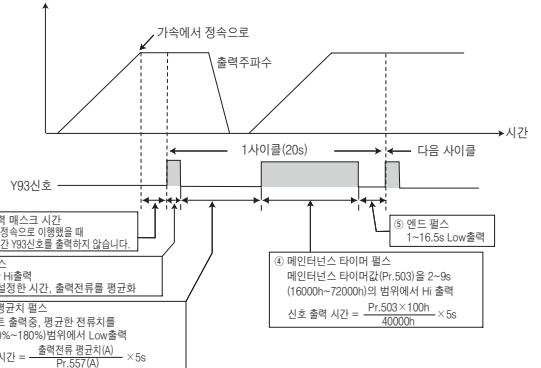 가속에서 정속으로
출력주파수
시간
1사이클(20s)
다음 사이클
Y93신호
력 매스크 시간
정속으로 이행했을 때
간 Y93신호를 출력하지 않습니다.
스
Hi출력
설정한 시간, 출력전류를 평균화
평균치 펄스
트 출력중, 평균한 전류치를
%~180%)범위에서 Low출력
시간 = 출력전류 평균치(A) / Pr.557(A) ×5s
④ 메인터넌스 타이머 펄스
메인터넌스 타이머값(Pr.503)을 2~9s
(16000h~72000h)의 범위에서 Hi 출력
신호 출력 시간 = Pr.503×100h / 40000h ×5s
⑤ 엔드 펄스
1~16.5s Low출력